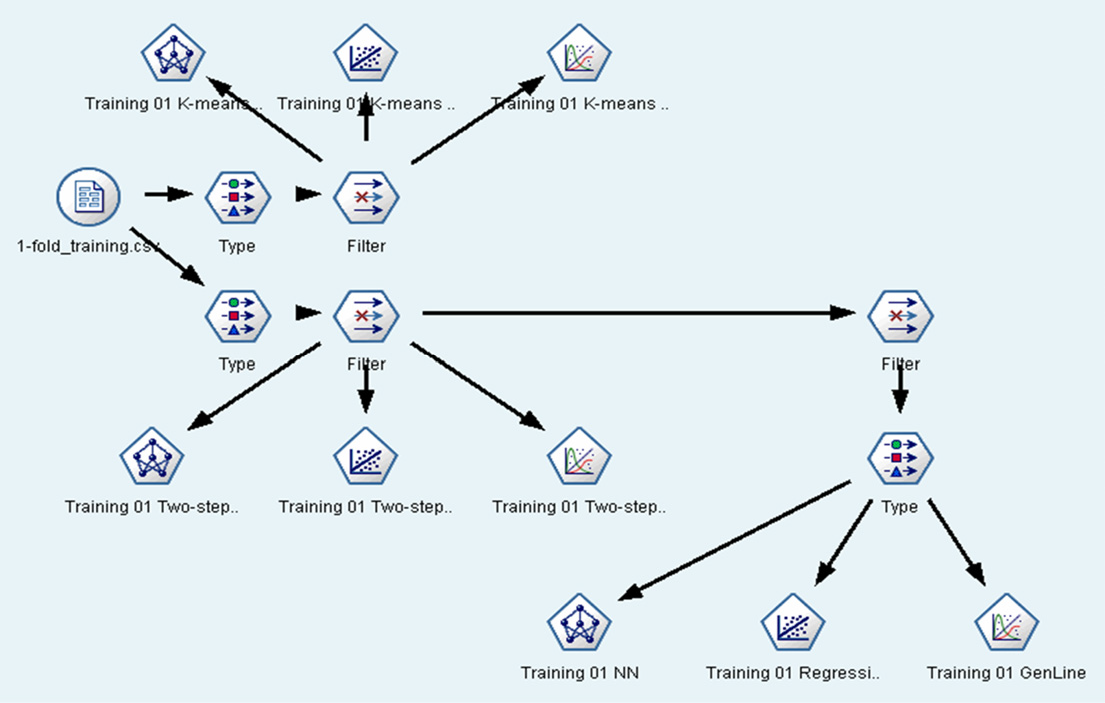 Training 01 K-means ..
Training 01 K-means ..
Training 01 K-means ..
1-fold_training.csv
Type
Filter
Type
Filter
Filter
Training 01 Two-step..
Training 01 Two-step..
Training 01 Two-step..
Type
Training 01 NN
Training 01 Regressi..
Training 01 GenLine